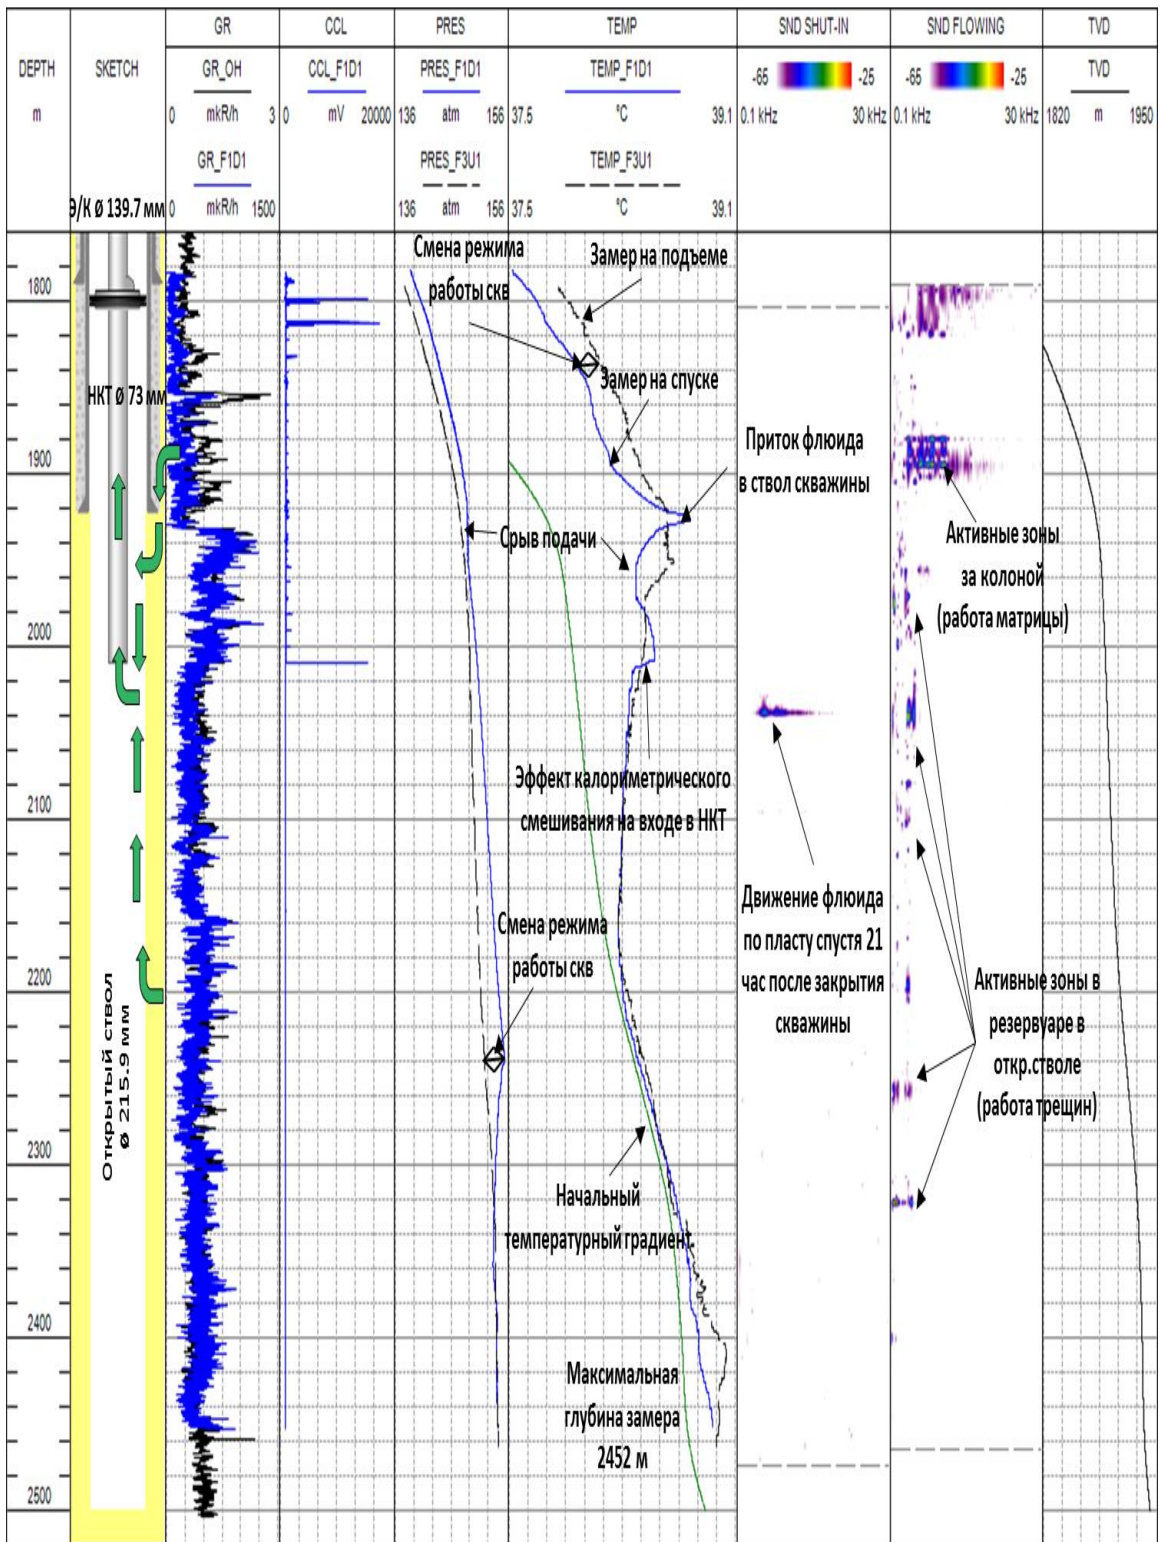 GR CCL PRES TEMP SND SHUT-IN SND FLOWING TVD
DEPTH SKETCH GR_OH CCL_F1D1 PRES_F1D1 TEMP_F1D1 -65 -25 -65 -25 TVD
m 0 mkR/h 3 0 mV 20000 136 atm 156 37.5 °C 39.1 0.1 kHz 30 kHz 0.1 kHz 30 kHz 1820 m 1950
GR_F1D1 PRES_F3U1 TEMP_F3U1
Э/К Ø 139.7 мм 0 mkR/h 1500 136 atm 156 37.5 °C 39.1
Смена режима
работы скв
Замер на подъеме
1800
НКТ Ø 73 мм
Замер на спуске
Приток флюида
в ствол скважины
1900
Срыв подачи
Активные зоны
за колоной
(работа матрицы)
2000
Эффект калориметрического
смешивания на входе в НКТ
2100
Движение флюида
по пласту спустя 21
час после закрытия
скважины
Смена режима
работы скв
2200
Открытый ствол
Ø 215.9 мм
Активные зоны в
резервуаре в
откр.стволе
(работа трещин)
2300
Начальный
температурный градиент
2400
Максимальная
глубина замера
2452 м
2500